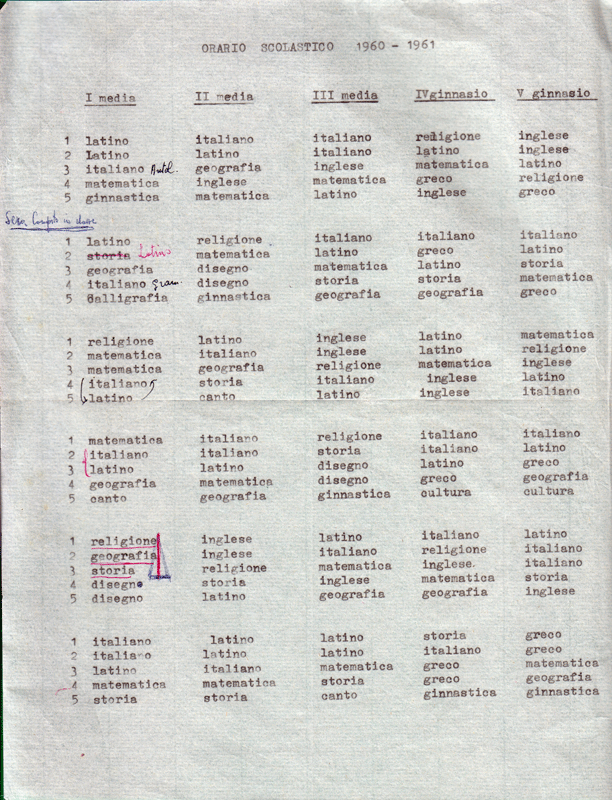 ORARIO SCOLASTICO 1960 - 1961
I media II media III media IVginnasio V ginnasio
1 latino italiano italiano religione inglese
2 latino latino italiano latino inglese
3 italiano Antol. geografia inglese matematica latino
4 matematica inglese matematica greco religione
5 ginnastica matematica latino inglese greco
in classe
1 latino religione italiano italiano italiano
2 storia Latino matematica latino greco latino
3 geografia disegno matematica latino storia
4 italiano gram. disegno storia storia matematica
5 Balligrafia ginnastica geografia geografia greco
1 religione latino inglese latino matematica
2 matematica italiano inglese latino religione
3 matematica geografia religione matematica inglese
4 italiano storia italiano inglese latino
5 latino canto latino inglese italiano
1 matematica italiano religione italiano italiano
2 italiano italiano storia italiano latino
3 latino latino disegno latino greco
4 geografia matematica disegno greco geografia
5 canto geografia ginnastica cultura cultura
1 religione inglese latino italiano latino
2 geografia inglese italiano religione italiano
3 storia religione matematica inglese. italiano
4 disegno storia inglese matematica storia
5 disegno latino geografia geografia inglese
1 italiano latino latino storia greco
2 italiano latino latino italiano greco
3 latino italiano matematica greco matematica
4 matematica matematica storia greco geografia
5 storia storia canto ginnastica ginnastica